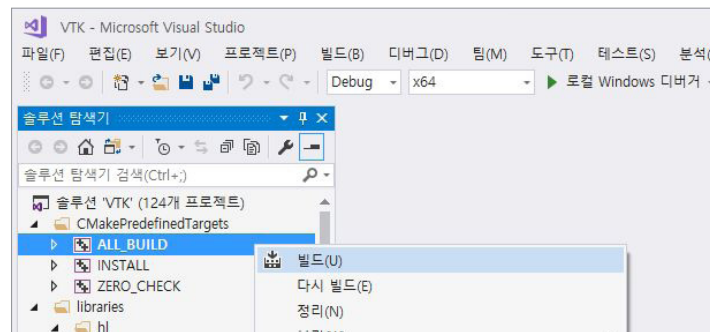 VTK - Microsoft Visual Studio
파일(F) 편집(E) 보기(V) 프로젝트(P) 빌드(B) 디버그(D) 팀(M) 도구(T) 테스트(S) 분석(
Debug x64 로컬 Windows 디버거
솔루션 탐색기
솔루션 탐색기 검색(Ctrl+;)
솔루션 'VTK' (124개 프로젝트)
CMakePredefinedTargets
ALL_BUILD
빌드(U)
INSTALL
다시 빌드(E)
ZERO_CHECK
정리(N)
libraries
hl